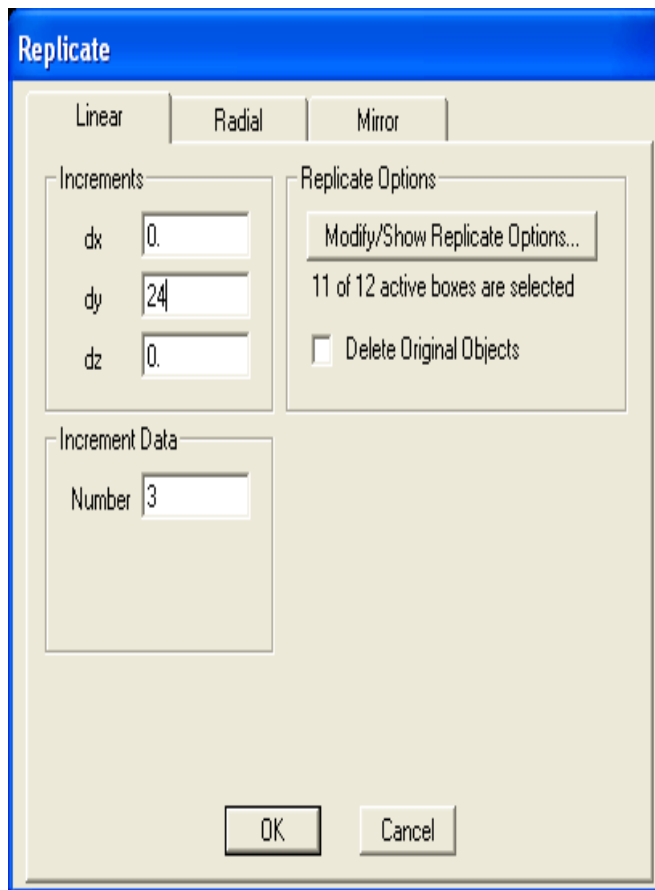 Replicate
Linear Radial Mirror
Increments
dx 0.
dy 24
dz 0.
Replicate Options
Modify/Show Replicate Options...
11 of 12 active boxes are selected
Delete Original Objects
Increment Data
Number 3
OK Cancel